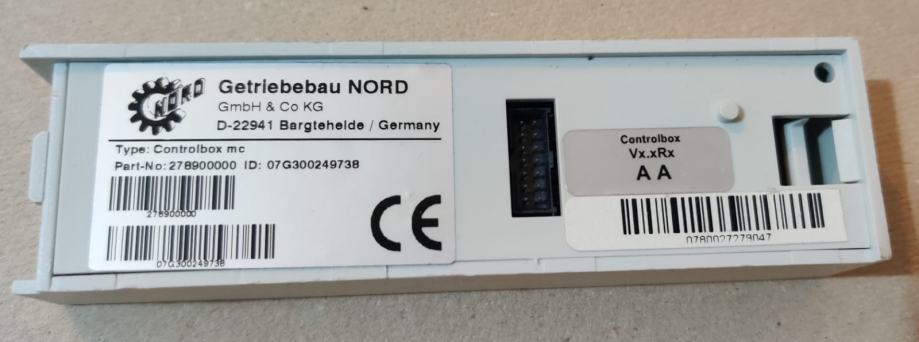 NORD
Getriebebau NORD
GmbH & Co KG
D-22941 Bargteheide / Germany
Type: Controlbox mc
Part-No: 278900000 ID: 07G300249738
278900000
07G300249738
CE
Controlbox
Vx.xRx
A A
0780027279047